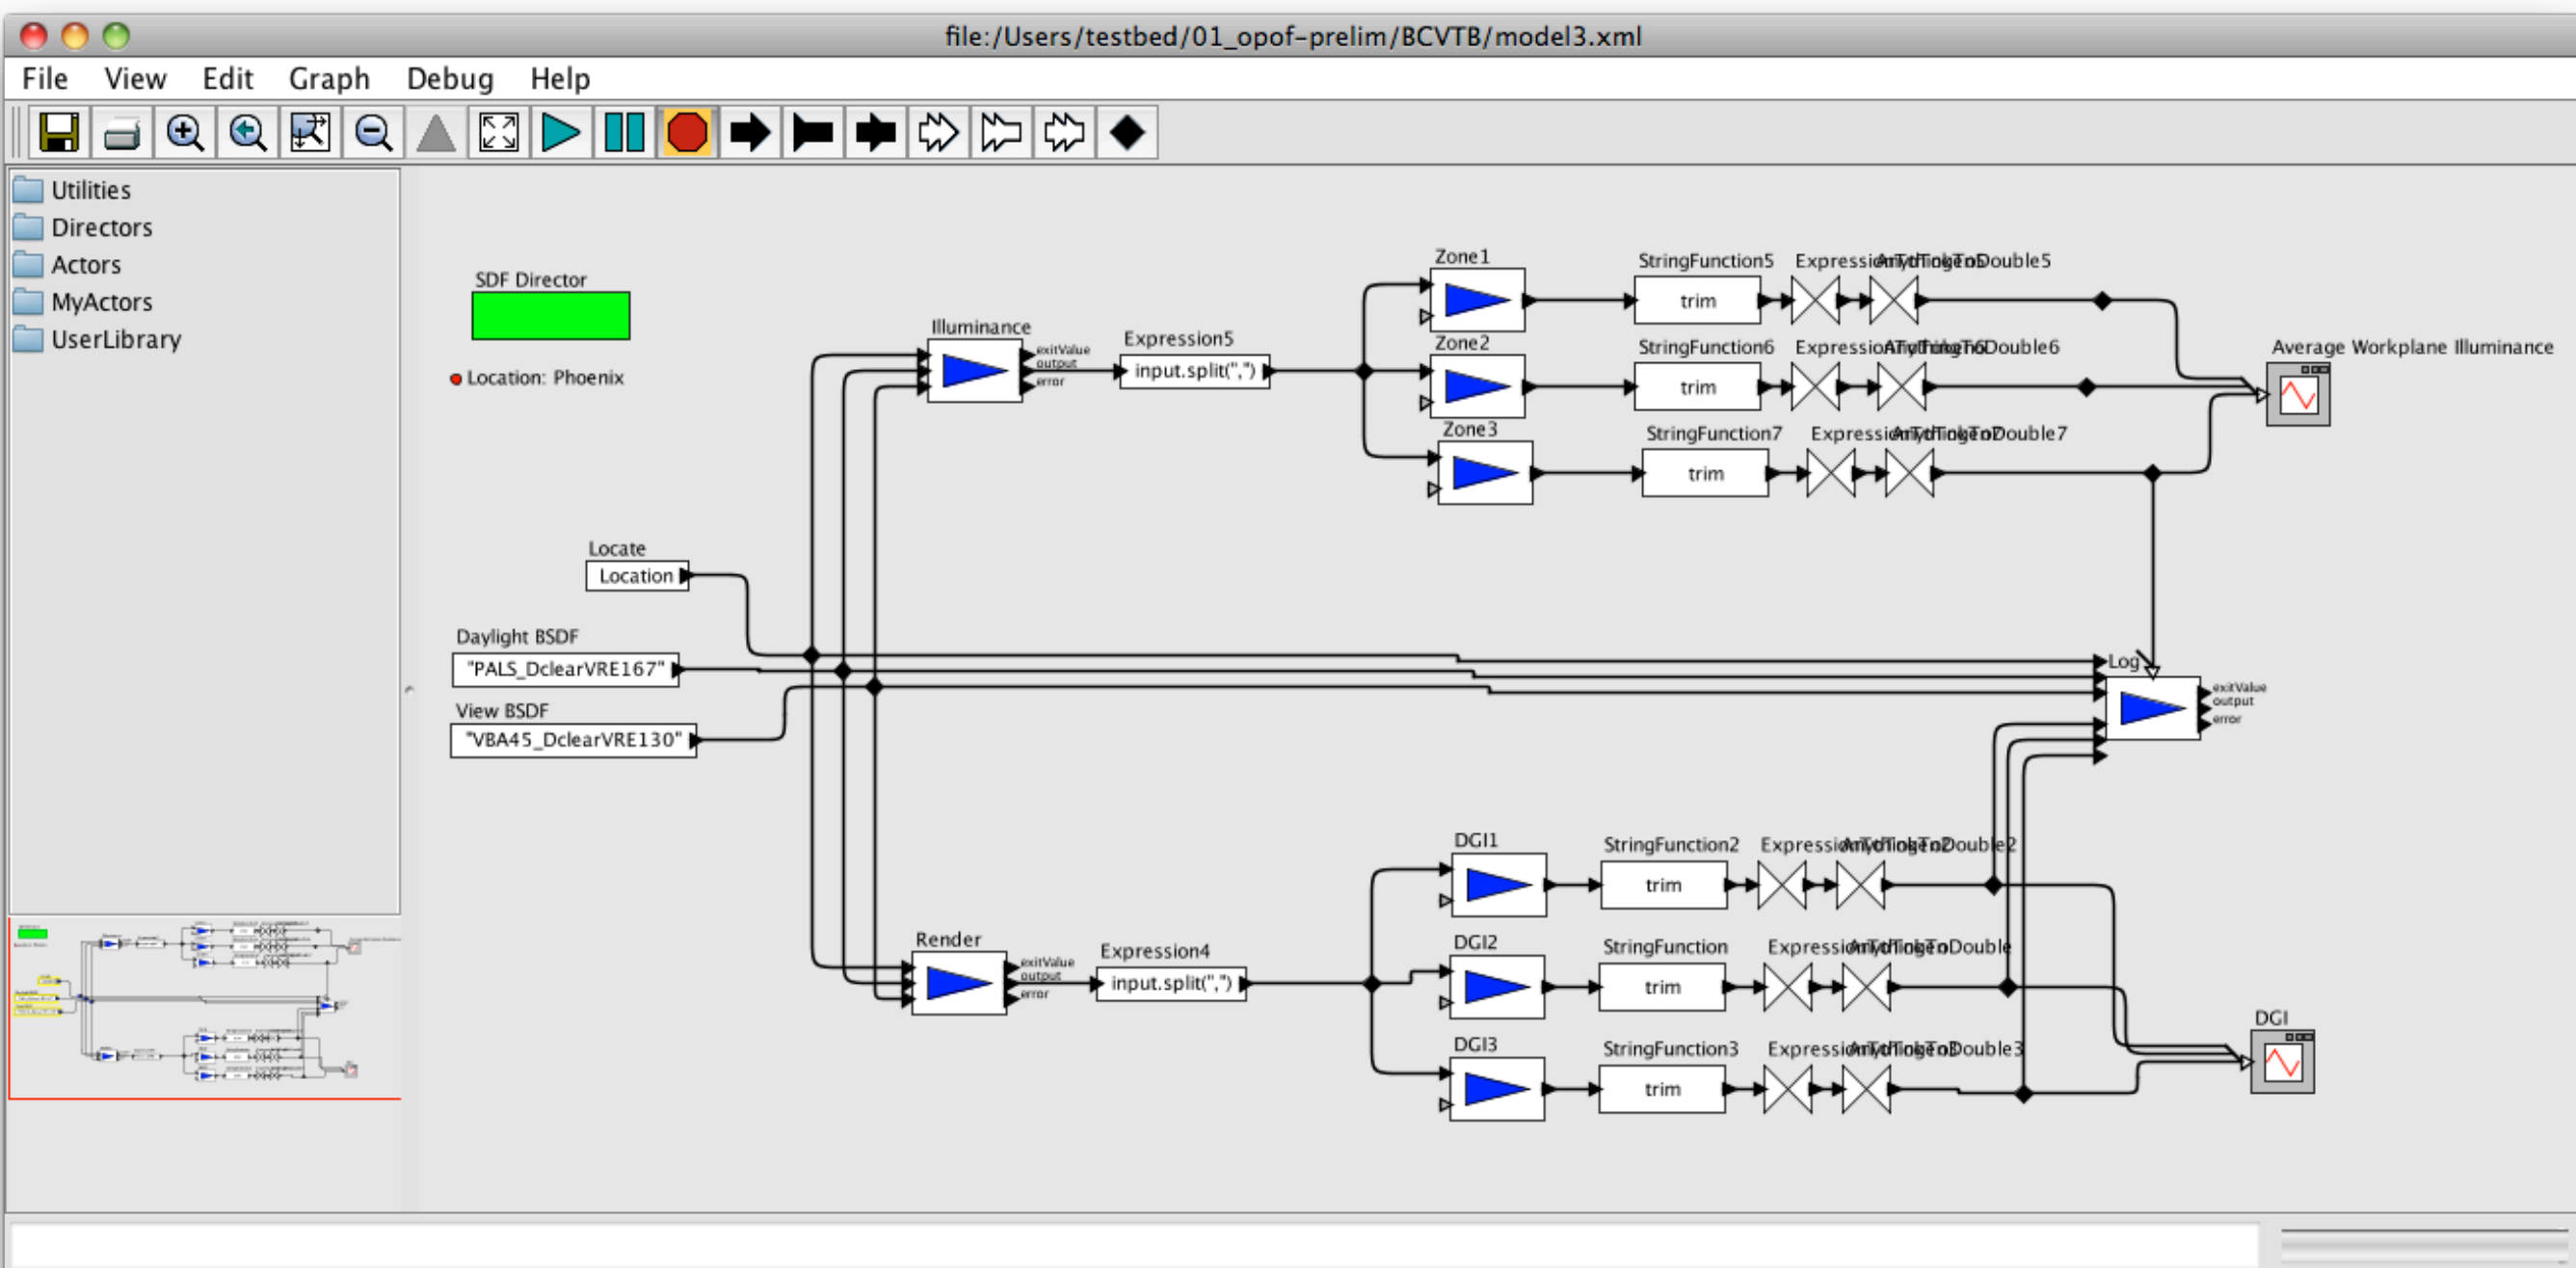 file:/Users/testbed/01_opof-prelim/BCVTB/model3.xml
File View Edit Graph Debug Help
Utilities
Directors
Actors
MyActors
UserLibrary
SDF Director
Location: Phoenix
Illuminance
exitValue
output
error
Expression5
input.split(",")
Zone1
StringFunction5
trim
Zone2
StringFunction6
trim
Zone3
StringFunction7
trim
Average Workplane Illuminance
Locate
Location
Daylight BSDF
"PALS_DclearVRE167"
View BSDF
"VBA45_DclearVRE130"
Log
exitValue
output
error
Render
exitValue
output
error
Expression4
input.split(",")
DGI1
StringFunction2
trim
DGI2
StringFunction
trim
DGI3
StringFunction3
trim
DGI